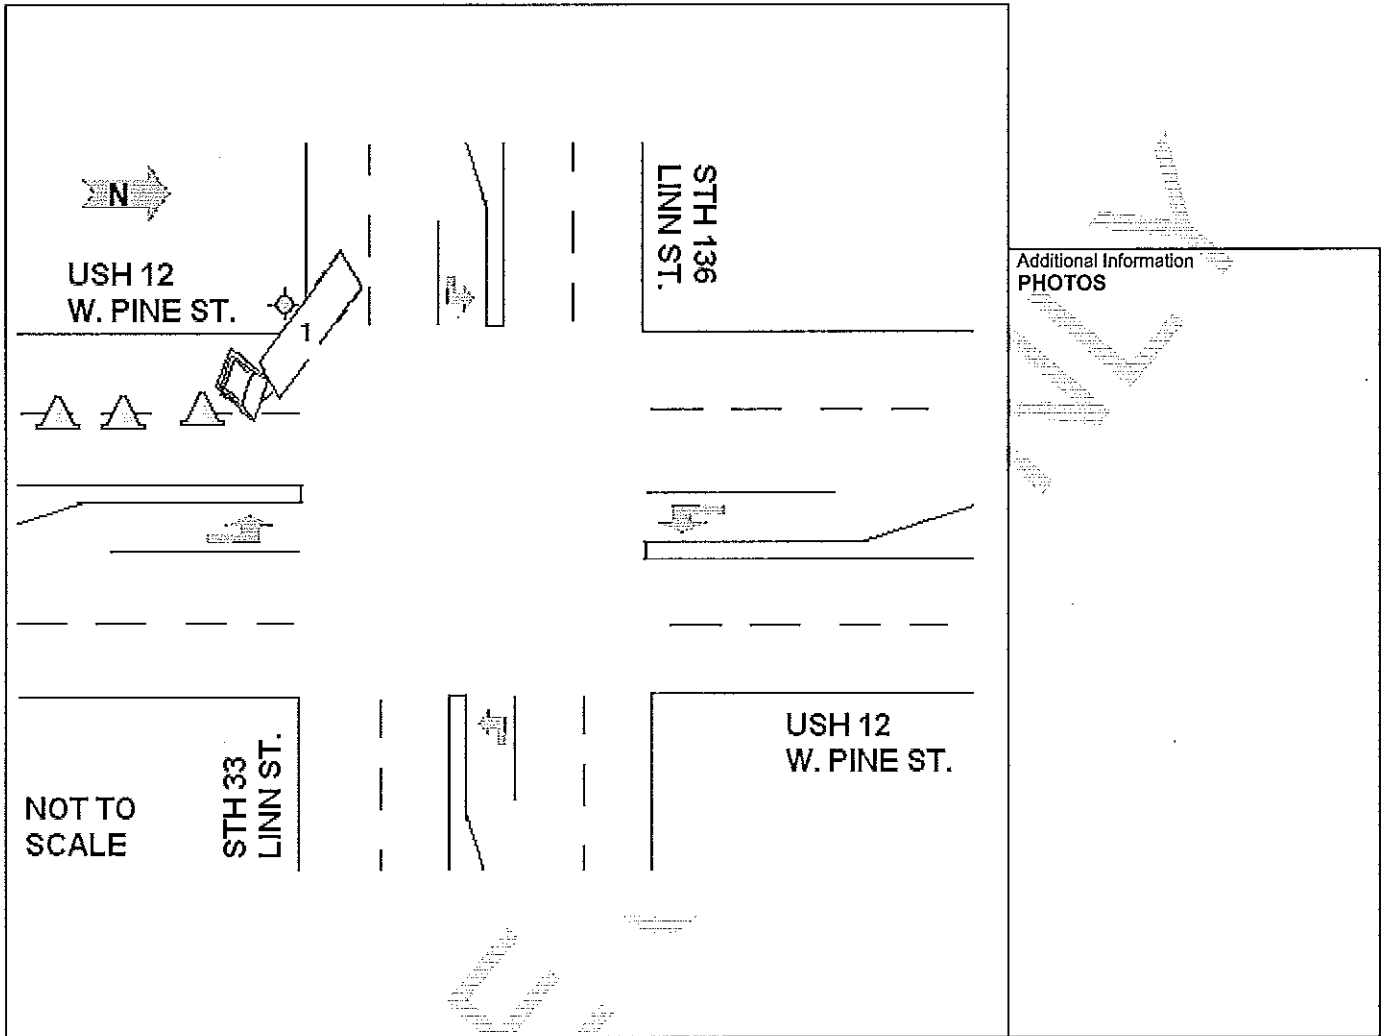 N
USH 12
W. PINE ST.
STH 136
LINN ST.
1
Additional Information
PHOTOS
NOT TO
SCALE
STH 33
LINN ST.
USH 12
W. PINE ST.